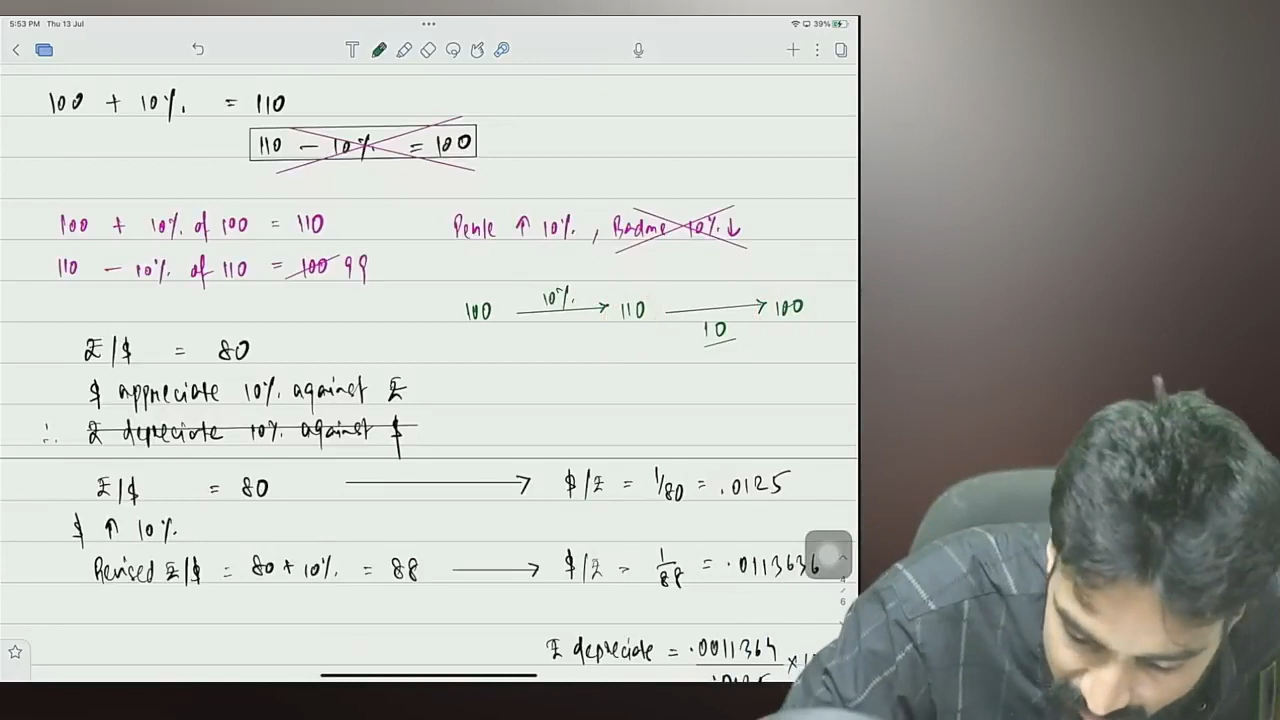 5:53 PM Thu 13 Jul
39%
100 + 10% = 110
110 − 10% = 100
100 + 10% of 100 = 110
Pehle ↑ 10%, Badme 10% ↓
110 − 10% of 110 = 100 99
100 10% → 110 → 100
10
₹/$ = 80
$ appreciate 10% against ₹
∴ ₹ depreciate 10% against $
₹/$ = 80 → $/₹ = 1/80 = .0125
$ ↑ 10%
Revised ₹/$ = 80 + 10% = 88 → $/₹ = 1/88 = .0113636
₹ depreciate = .0011364 ×